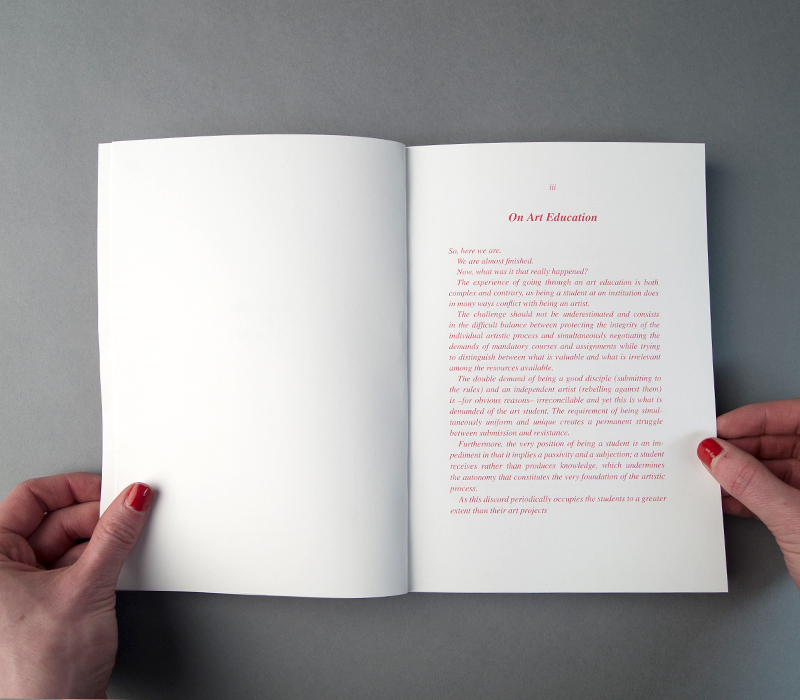 iii
On Art Education
So, here we are.
We are almost finished.
Now, what was it that really happened?
The experience of going through an art education is both
complex and contrary, as being a student at an institution does
in many ways conflict with being an artist.
The challenge should not be underestimated and consists
in the difficult balance between protecting the integrity of the
individual artistic process and simultaneously negotiating the
demands of mandatory courses and assignments while trying
to distinguish between what is valuable and what is irrelevant
among the resources available.
The double demand of being a good disciple (submitting to
the rules) and an independent artist (rebelling against them)
is –for obvious reasons– irreconcilable and yet this is what is
demanded of the art student. The requirement of being simul-
taneously uniform and unique creates a permanent struggle
between submission and resistance.
Furthermore, the very position of being a student is an im-
pediment in that it implies a passivity and a subjection; a student
receives rather than produces knowledge, which undermines
the autonomy that constitutes the very foundation of the artistic
process.
As this discord periodically occupies the students to a greater
extent than their art projects